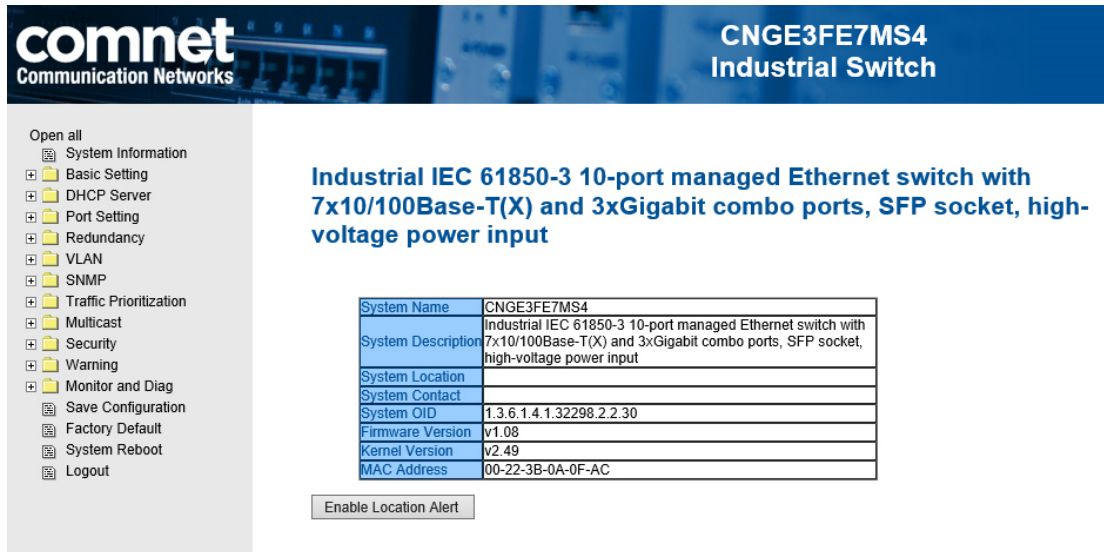 comnet
Communication Networks
CNGE3FE7MS4
Industrial Switch
Open all
System Information
Basic Setting
DHCP Server
Port Setting
Redundancy
VLAN
SNMP
Traffic Prioritization
Multicast
Security
Warning
Monitor and Diag
Save Configuration
Factory Default
System Reboot
Logout
Industrial IEC 61850-3 10-port managed Ethernet switch with
7x10/100Base-T(X) and 3xGigabit combo ports, SFP socket, high-
voltage power input
System Name CNGE3FE7MS4
System Description Industrial IEC 61850-3 10-port managed Ethernet switch with
7x10/100Base-T(X) and 3xGigabit combo ports, SFP socket,
high-voltage power input
System Location
System Contact
System OID 1.3.6.1.4.1.32298.2.2.30
Firmware Version v1.08
Kernel Version v2.49
MAC Address 00-22-3B-0A-0F-AC
Enable Location Alert